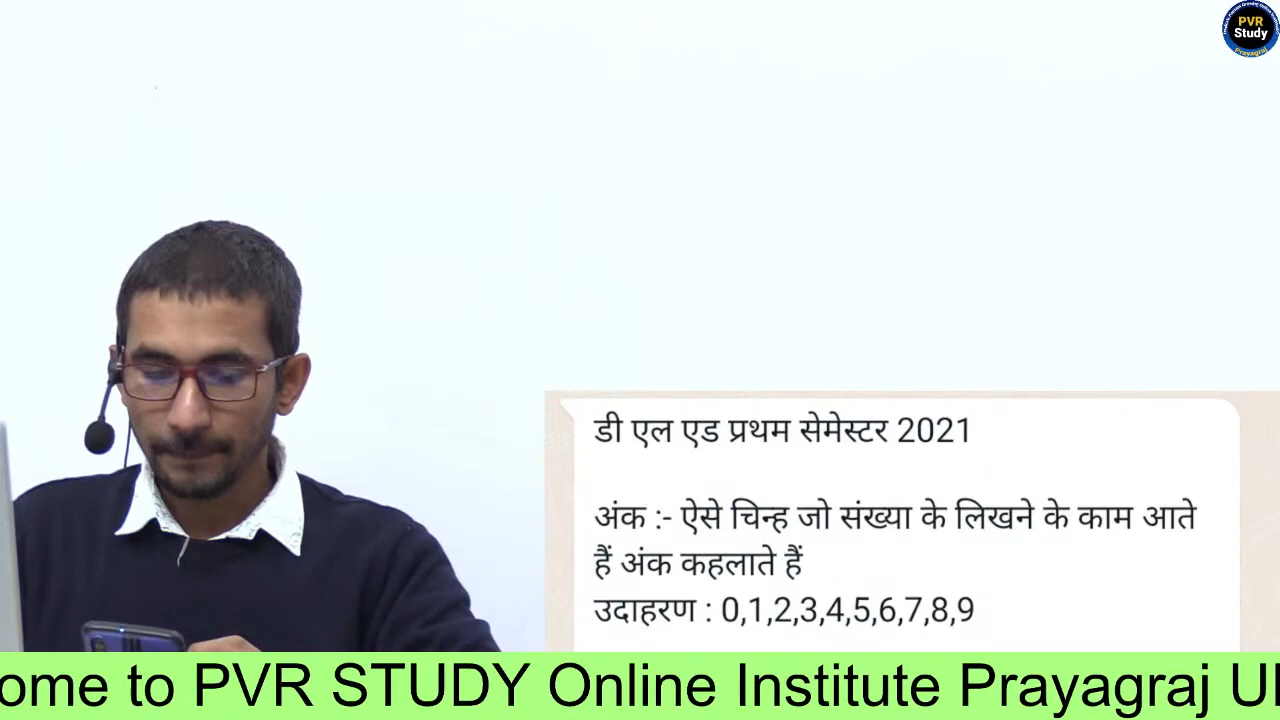 PVR
Study
Prayagraj
डी एल एड प्रथम सेमेस्टर 2021
अंक :- ऐसे चिन्ह जो संख्या के लिखने के काम आते
हैं अंक कहलाते हैं
उदाहरण : 0,1,2,3,4,5,6,7,8,9
ome to PVR STUDY Online Institute Prayagraj